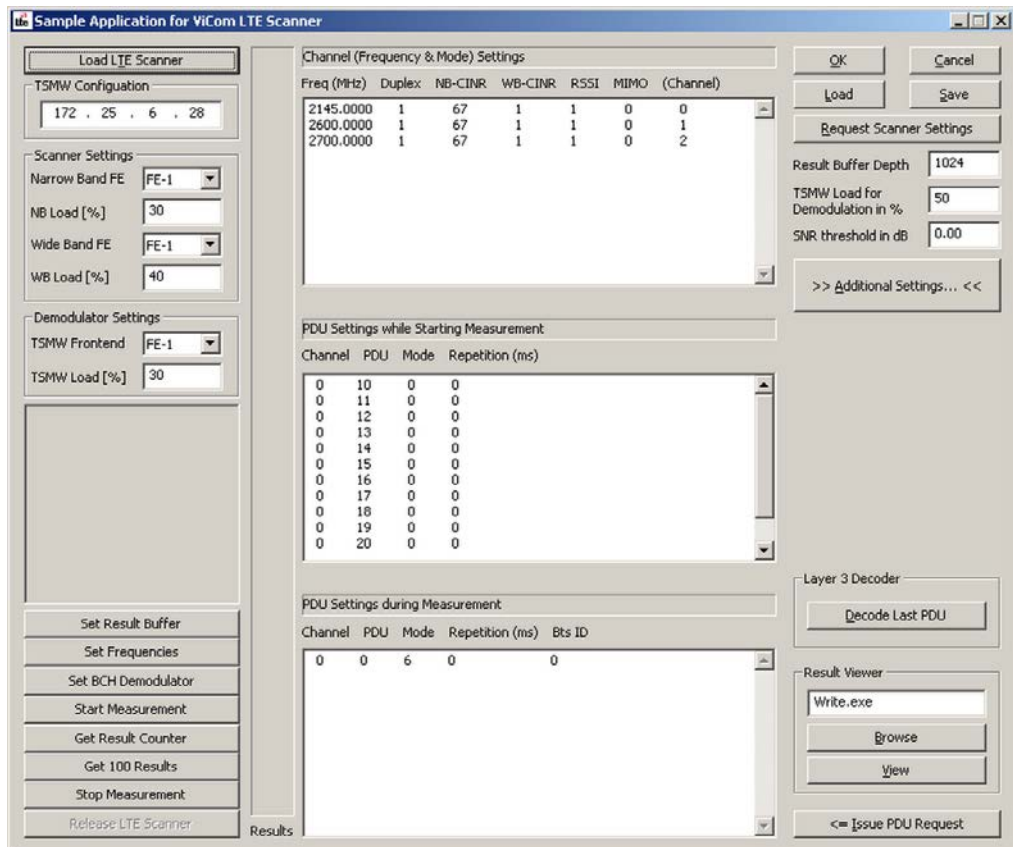 Sample Application for ViCom LTE Scanner
Load LTE Scanner
TSMW Configuation
172 . 25 . 6 . 28
Scanner Settings
Narrow Band FE FE-1
NB Load [%] 30
Wide Band FE FE-1
WB Load [%] 40
Demodulator Settings
TSMW Frontend FE-1
TSMW Load [%] 30
Set Result Buffer
Set Frequencies
Set BCH Demodulator
Start Measurement
Get Result Counter
Get 100 Results
Stop Measurement
Release LTE Scanner
Results
Channel (Frequency & Mode) Settings
Freq (MHz) Duplex NB-CINR WB-CINR RSSI MIMO (Channel)
2145.0000 1 67 1 1 0 0
2600.0000 1 67 1 1 0 1
2700.0000 1 67 1 1 0 2
PDU Settings while Starting Measurement
Channel PDU Mode Repetition (ms)
0 10 0 0
0 11 0 0
0 12 0 0
0 13 0 0
0 14 0 0
0 15 0 0
0 16 0 0
0 17 0 0
0 18 0 0
0 19 0 0
0 20 0 0
PDU Settings during Measurement
Channel PDU Mode Repetition (ms) Bts ID
0 0 6 0 0
OK Cancel
Load Save
Request Scanner Settings
Result Buffer Depth 1024
TSMW Load for
Demodulation in % 50
SNR threshold in dB 0.00
>> Additional Settings... <<
Layer 3 Decoder
Decode Last PDU
Result Viewer
Write.exe
Browse
View
<= Issue PDU Request